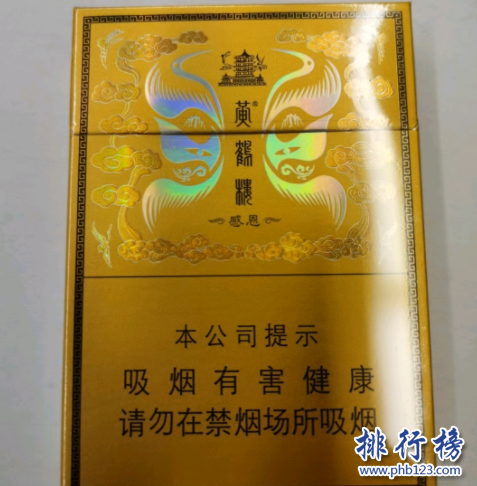 黄鹤楼
感恩
本公司提示
吸烟有害健康
请勿在禁烟场所吸烟
排行榜
www.phb123.com